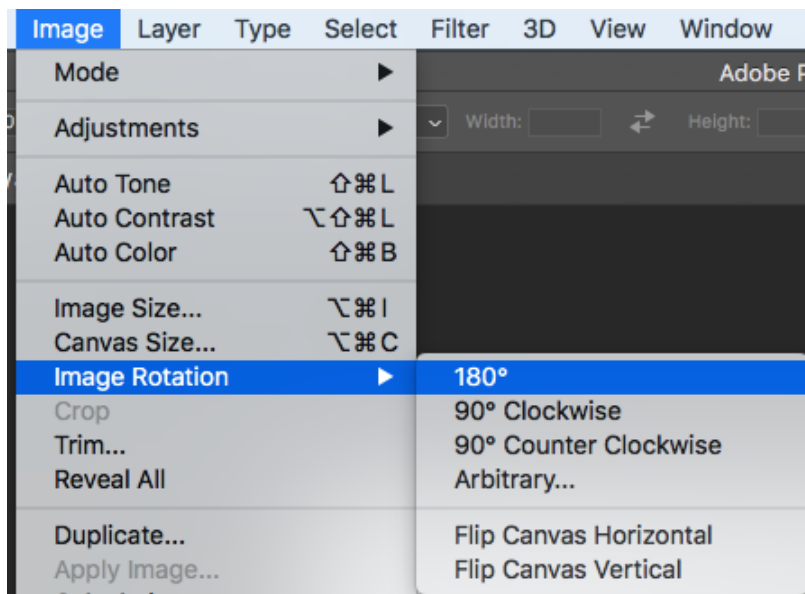 Image Layer Type Select Filter 3D View Window
Mode ▶ Adobe P
Adjustments ▶ Width: Height:
Auto Tone ⇧⌘L
Auto Contrast ⌥⇧⌘L
Auto Color ⇧⌘B
Image Size... ⌥⌘I
Canvas Size... ⌥⌘C
Image Rotation ▶ 180°
Crop 90° Clockwise
Trim... 90° Counter Clockwise
Reveal All Arbitrary...
Duplicate... Flip Canvas Horizontal
Apply Image... Flip Canvas Vertical